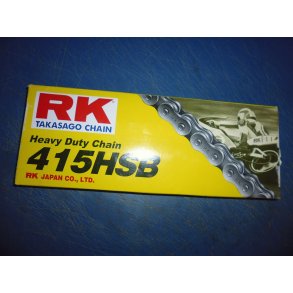 RK
TAKASAGO CHAIN
Heavy Duty Chain
415HSB
RK JAPAN CO., LTD.